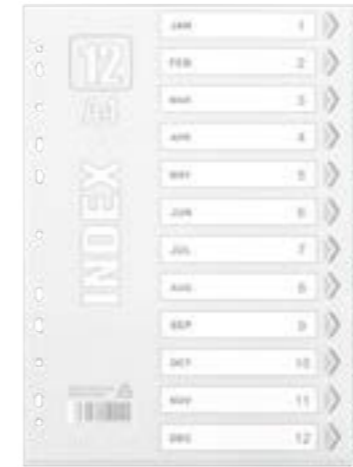 12
A4
INDEX
JAN 1
FEB 2
MAR 3
APR 4
MAY 5
JUN 6
JUL 7
AUG 8
SEP 9
OCT 10
NOV 11
DEC 12